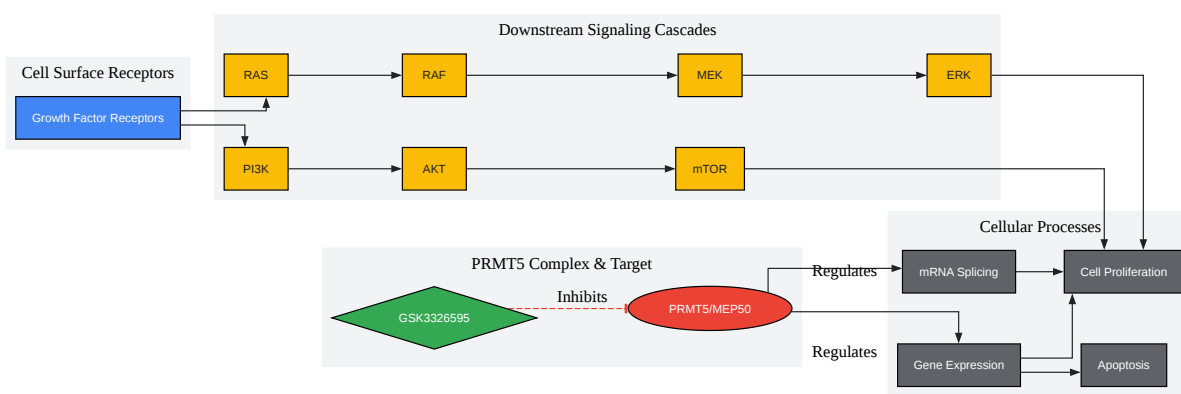 Downstream Signaling Cascades
Cell Surface Receptors
RAS
RAF
MEK
ERK
Growth Factor Receptors
PI3K
AKT
mTOR
Cellular Processes
PRMT5 Complex & Target
Regulates
mRNA Splicing
Cell Proliferation
Inhibits
GSK3326595
PRMT5/MEP50
Regulates
Gene Expression
Apoptosis